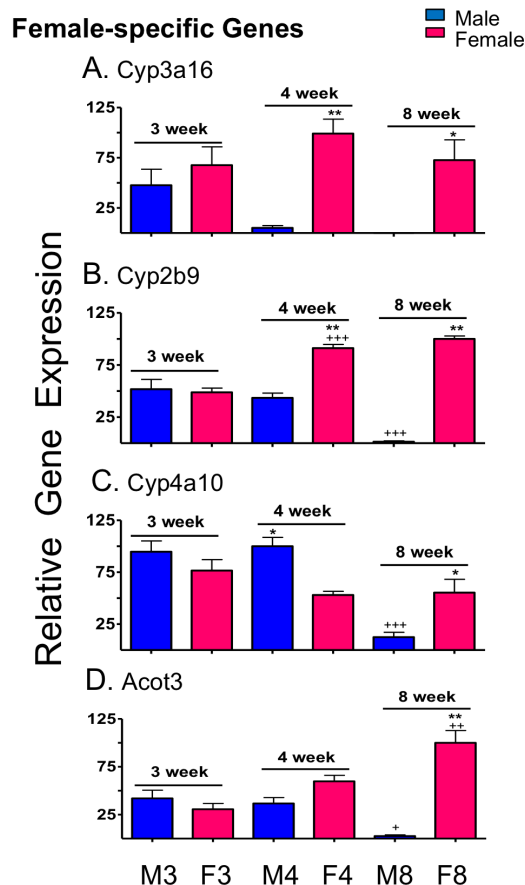 Female-specific Genes
Male
Female
A. Cyp3a16
125
75
25
3 week
4 week
8 week
**
*
B. Cyp2b9
125
75
25
3 week
4 week
8 week
**
+++
+++
**
C. Cyp4a10
125
75
25
3 week
4 week
8 week
*
+++
*
D. Acot3
125
75
25
3 week
4 week
8 week
+
**
++
M3 F3 M4 F4 M8 F8
Relative Gene Expression